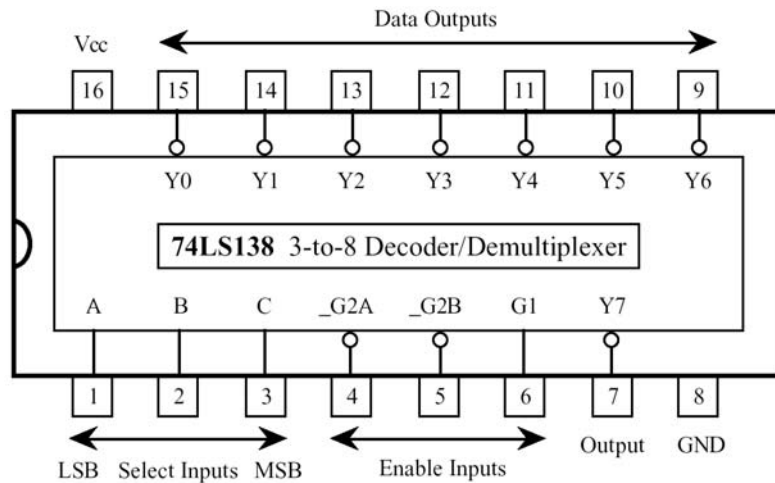 Data Outputs
Vcc
16 15 14 13 12 11 10 9
Y0 Y1 Y2 Y3 Y4 Y5 Y6
74LS138 3-to-8 Decoder/Demultiplexer
A B C _G2A _G2B G1 Y7
1 2 3 4 5 6 7 8
Output GND
LSB Select Inputs MSB Enable Inputs